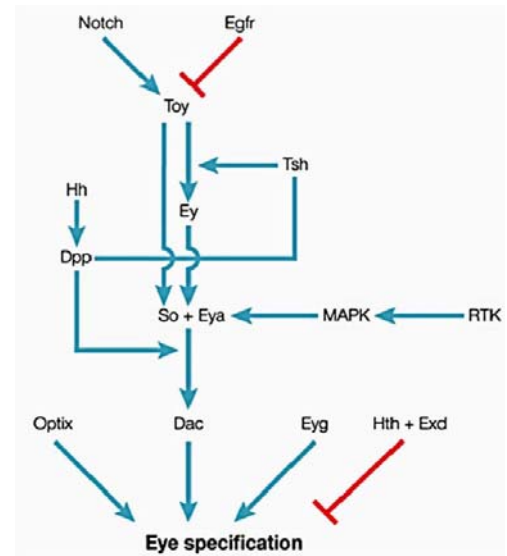 Notch Egfr
Toy
Tsh
Hh
Ey
Dpp
So + Eya MAPK RTK
Optix Dac Eyg Hth + Exd
Eye specification